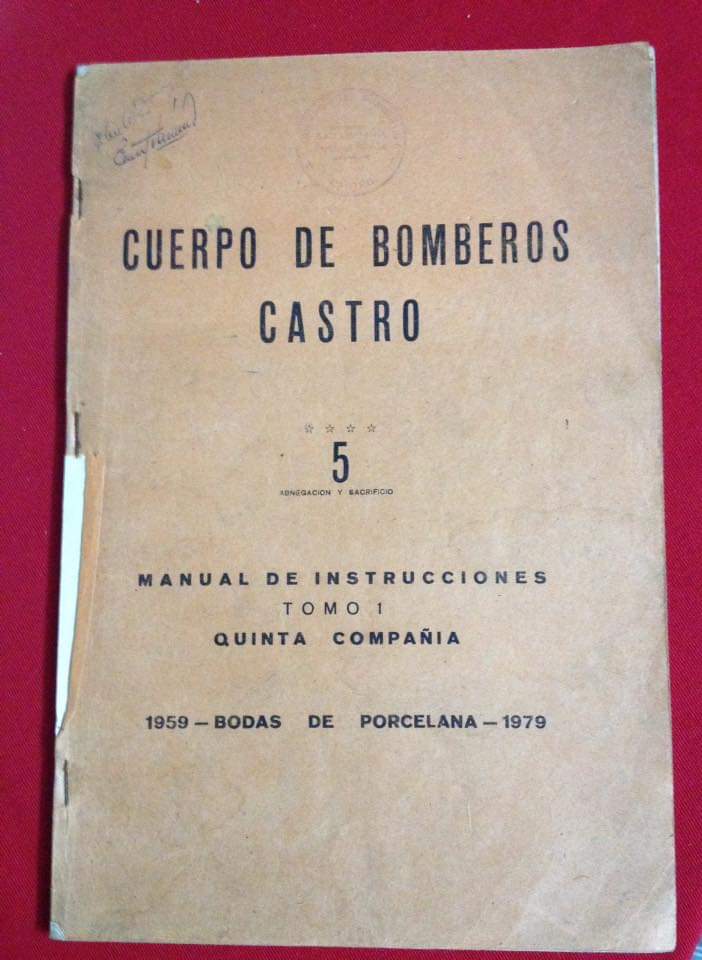 CUERPO DE BOMBEROS
CASTRO
5
ABNEGACION Y SACRIFICIO
MANUAL DE INSTRUCCIONES
TOMO 1
QUINTA COMPAÑIA
1959 — BODAS DE PORCELANA — 1979